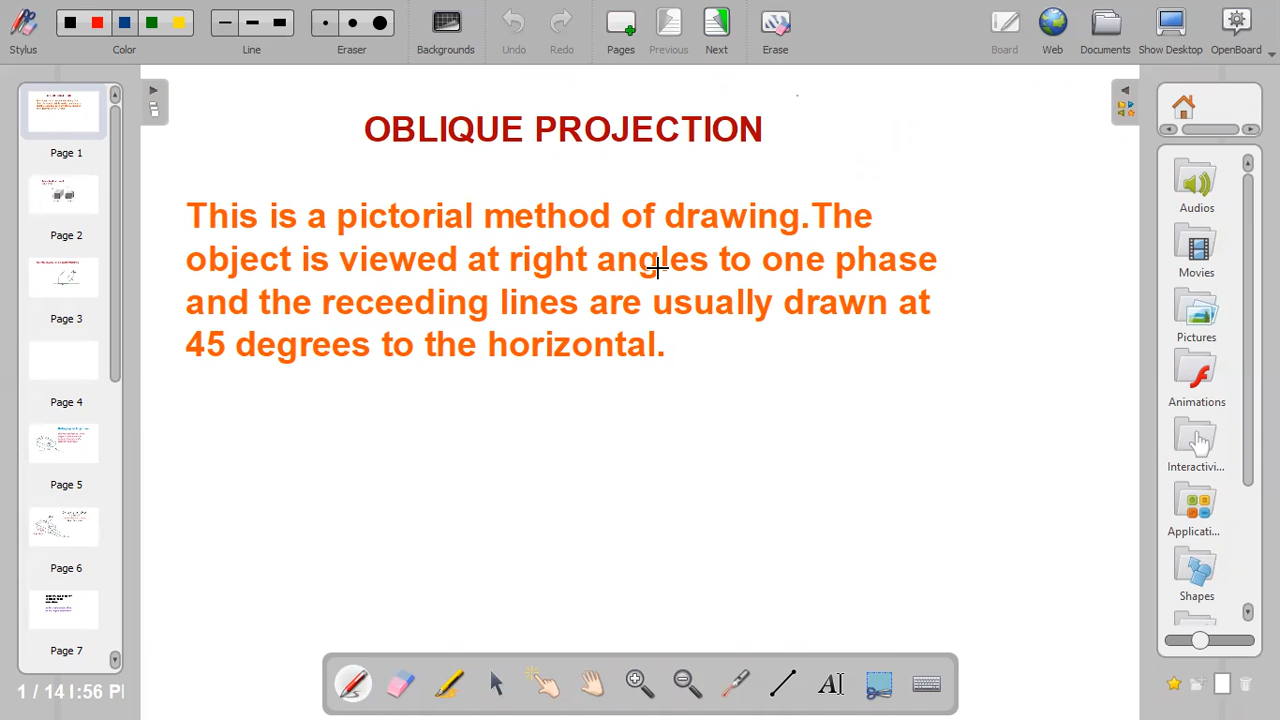 Stylus
Color
Line
Eraser
Backgrounds
Undo
Redo
Pages
Previous
Next
Erase
Board
Web
Documents
Show Desktop
OpenBoard
OBLIQUE PROJECTION
This is a pictorial method of drawing.The
object is viewed at right angles to one phase
and the receeding lines are usually drawn at
45 degrees to the horizontal.
Page 1
Page 2
Page 3
Page 4
Page 5
Page 6
Page 7
1 / 14
Audios
Movies
Pictures
Animations
Interactivi...
Applicati...
Shapes